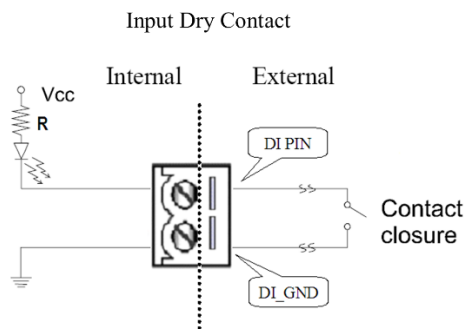 Input Dry Contact
Internal
External
Vcc
R
DI PIN
Contact
closure
DI_GND